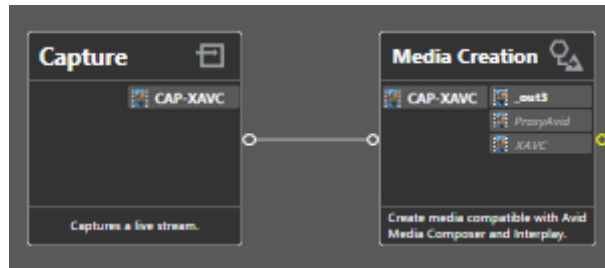 Capture
CAP-XAVC
Captures a live stream.
Media Creation
CAP-XAVC
_out3
ProxyAvid
XAVC
Create media compatible with Avid
Media Composer and Interplay.